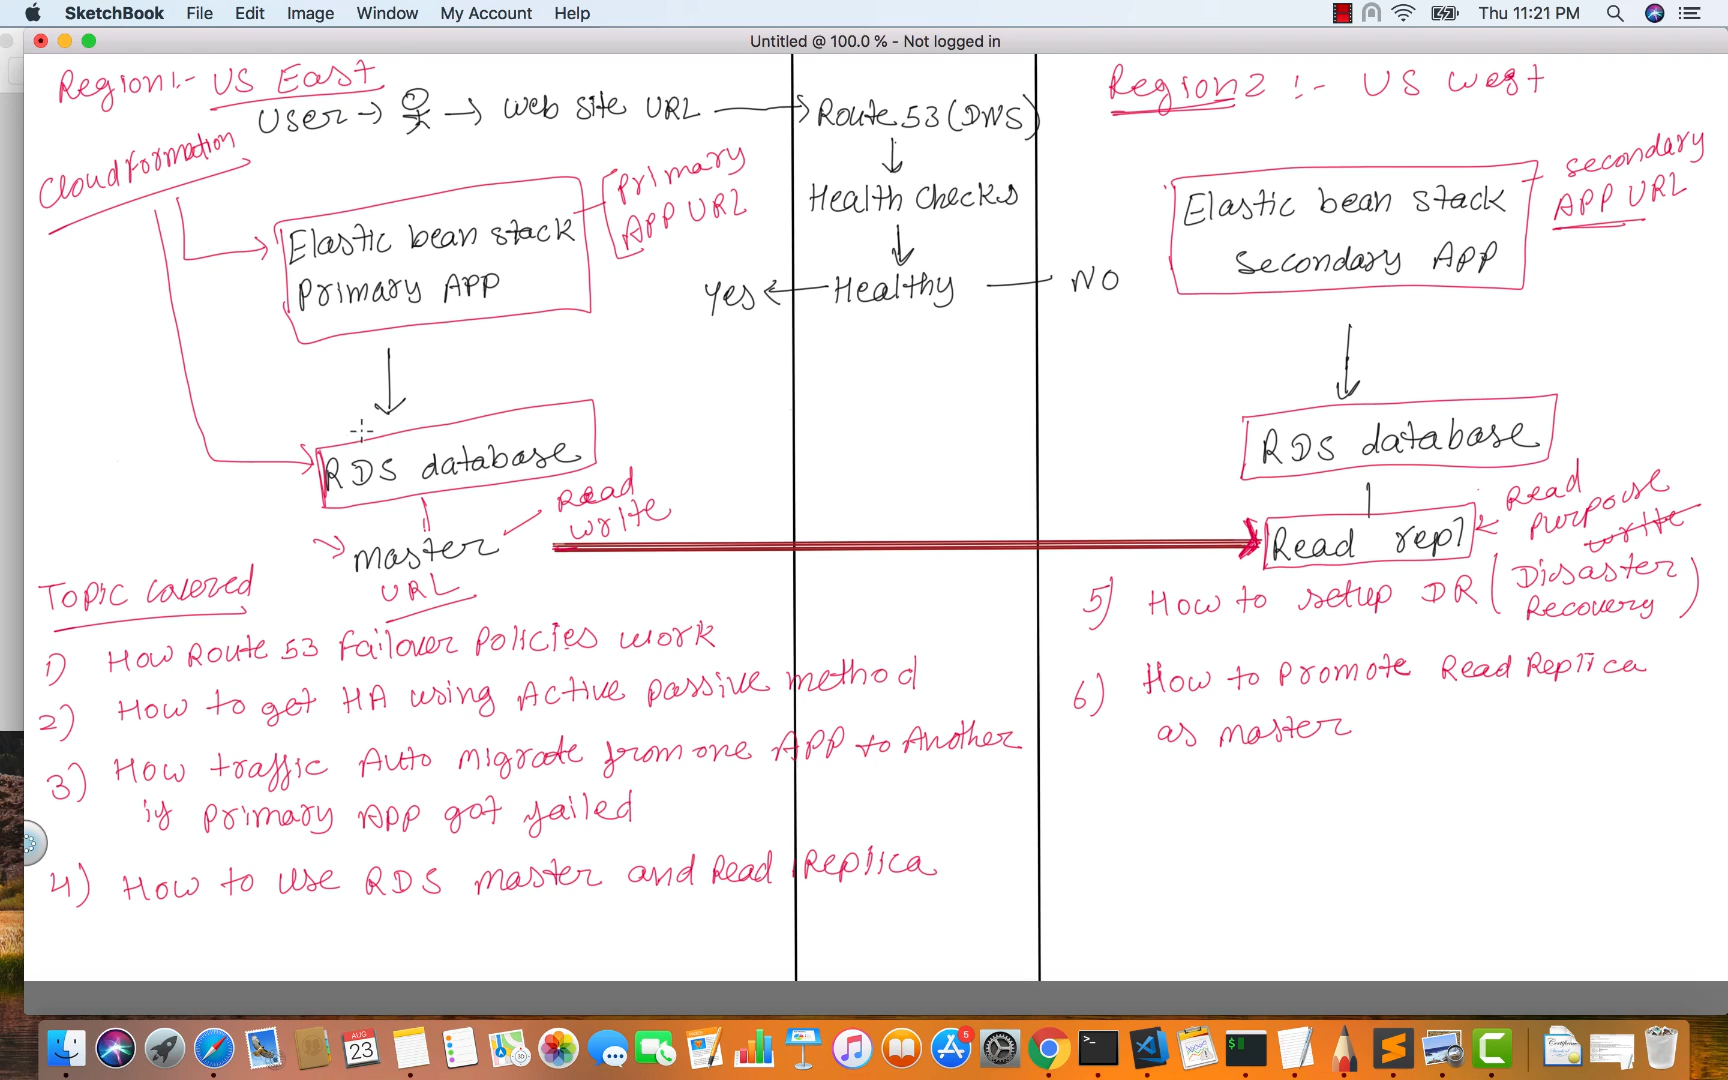 SketchBook File Edit Image Window My Account Help
Thu 11:21 PM
Untitled @ 100.0 % - Not logged in
Region1:- US East
User → → Web site URL → Route 53 (DNS)
Region2 :- US West
CloudFormation
Primary
APP URL
Health Checks
secondary
APP URL
Elastic bean stack
Primary APP
Yes ← Healthy — NO
Elastic bean stack
Secondary APP
RDS database
Read
write
master
URL
RDS database
Read repl
Read
purpouse
write
Topic covered
1) How Route 53 Failover Policies work
2) How to get HA using Active passive method
3) How traffic Auto Migrate from one APP to Another
if primary APP got failed
4) How to use RDS master and Read Replica
5) How to setup DR (Diesaster
Recovery)
6) How to promote Read Replica
as master
AUG
23
5